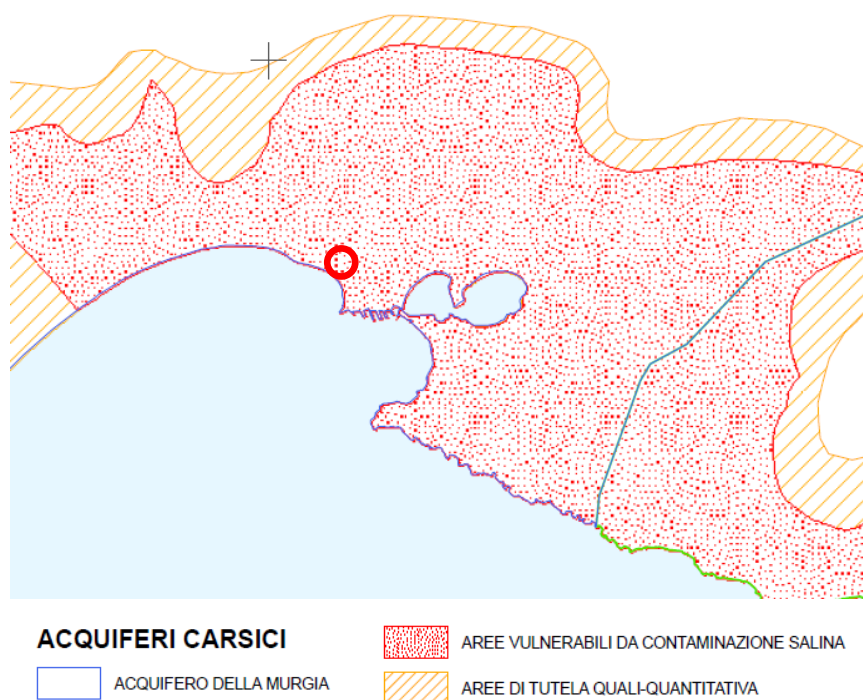 ACQUIFERI CARSICI
ACQUIFERO DELLA MURGIA
AREE VULNERABILI DA CONTAMINAZIONE SALINA
AREE DI TUTELA QUALI-QUANTITATIVA